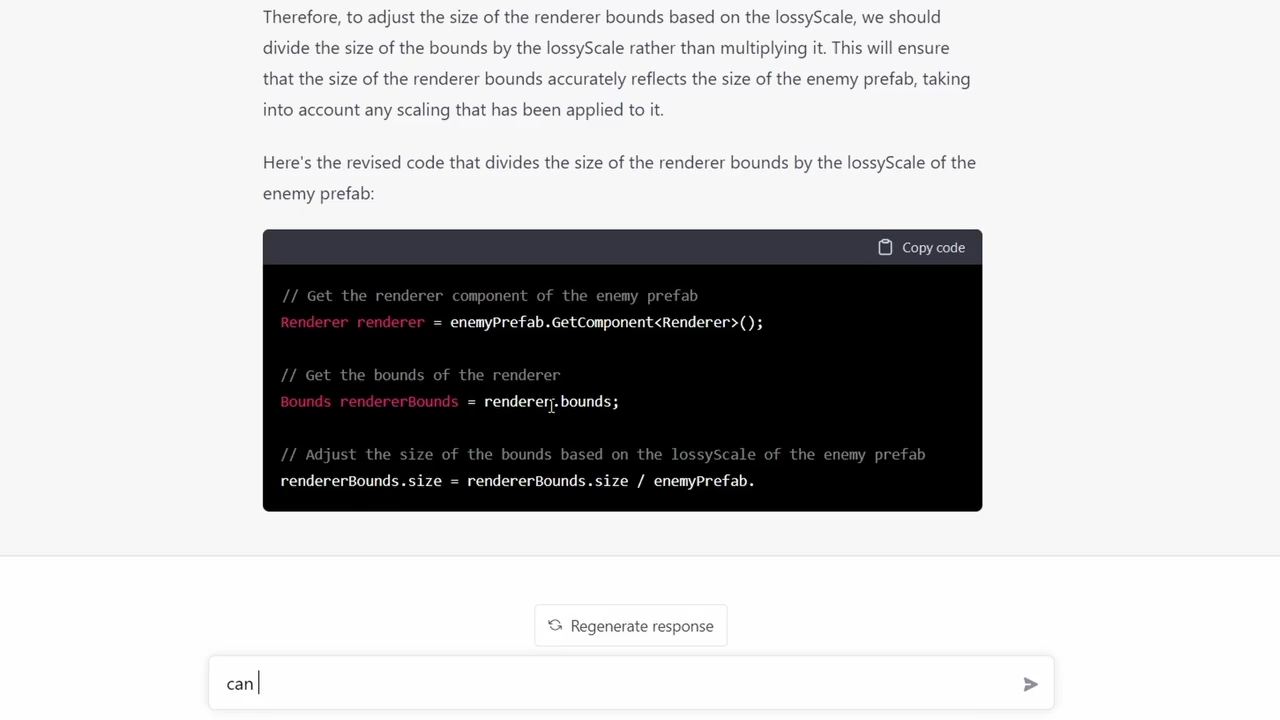 Therefore, to adjust the size of the renderer bounds based on the lossyScale, we should
divide the size of the bounds by the lossyScale rather than multiplying it. This will ensure
that the size of the renderer bounds accurately reflects the size of the enemy prefab, taking
into account any scaling that has been applied to it.
Here's the revised code that divides the size of the renderer bounds by the lossyScale of the
enemy prefab:
Copy code
// Get the renderer component of the enemy prefab
Renderer renderer = enemyPrefab.GetComponent<Renderer>();
// Get the bounds of the renderer
Bounds rendererBounds = renderer.bounds;
// Adjust the size of the bounds based on the lossyScale of the enemy prefab
rendererBounds.size = rendererBounds.size / enemyPrefab.
Regenerate response
can